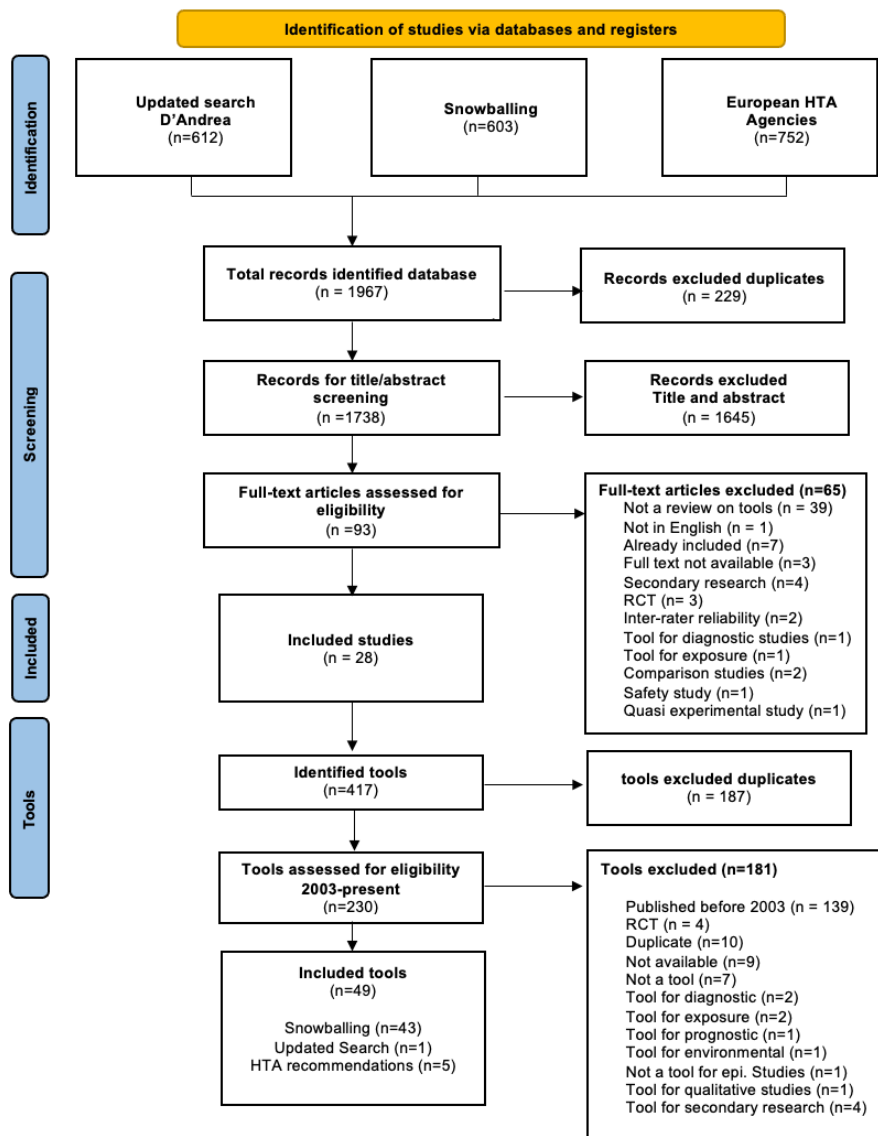 Identification of studies via databases and registers
Identification
Updated search
D'Andrea
(n=612)
Snowballing
(n=603)
European HTA
Agencies
(n=752)
Screening
Total records identified database
(n = 1967)
Records excluded duplicates
(n = 229)
Records for title/abstract
screening
(n =1738)
Records excluded
Title and abstract
(n = 1645)
Full-text articles assessed for
eligibility
(n =93)
Full-text articles excluded (n=65)
Not a review on tools (n = 39)
Not in English (n = 1)
Already included (n=7)
Full text not available (n=3)
Secondary research (n=4)
RCT (n= 3)
Inter-rater reliability (n=2)
Tool for diagnostic studies (n=1)
Tool for exposure (n=1)
Comparison studies (n=2)
Safety study (n=1)
Quasi experimental study (n=1)
Included
Included studies
(n = 28)
Tools
Identified tools
(n=417)
tools excluded duplicates
(n = 187)
Tools assessed for eligibility
2003-present
(n=230)
Tools excluded (n=181)
Published before 2003 (n = 139)
RCT (n = 4)
Duplicate (n=10)
Not available (n=9)
Not a tool (n=7)
Tool for diagnostic (n=2)
Tool for exposure (n=2)
Tool for prognostic (n=1)
Tool for environmental (n=1)
Not a tool for epi. Studies (n=1)
Tool for qualitative studies (n=1)
Tool for secondary research (n=4)
Included tools
(n=49)
Snowballing (n=43)
Updated Search (n=1)
HTA recommendations (n=5)